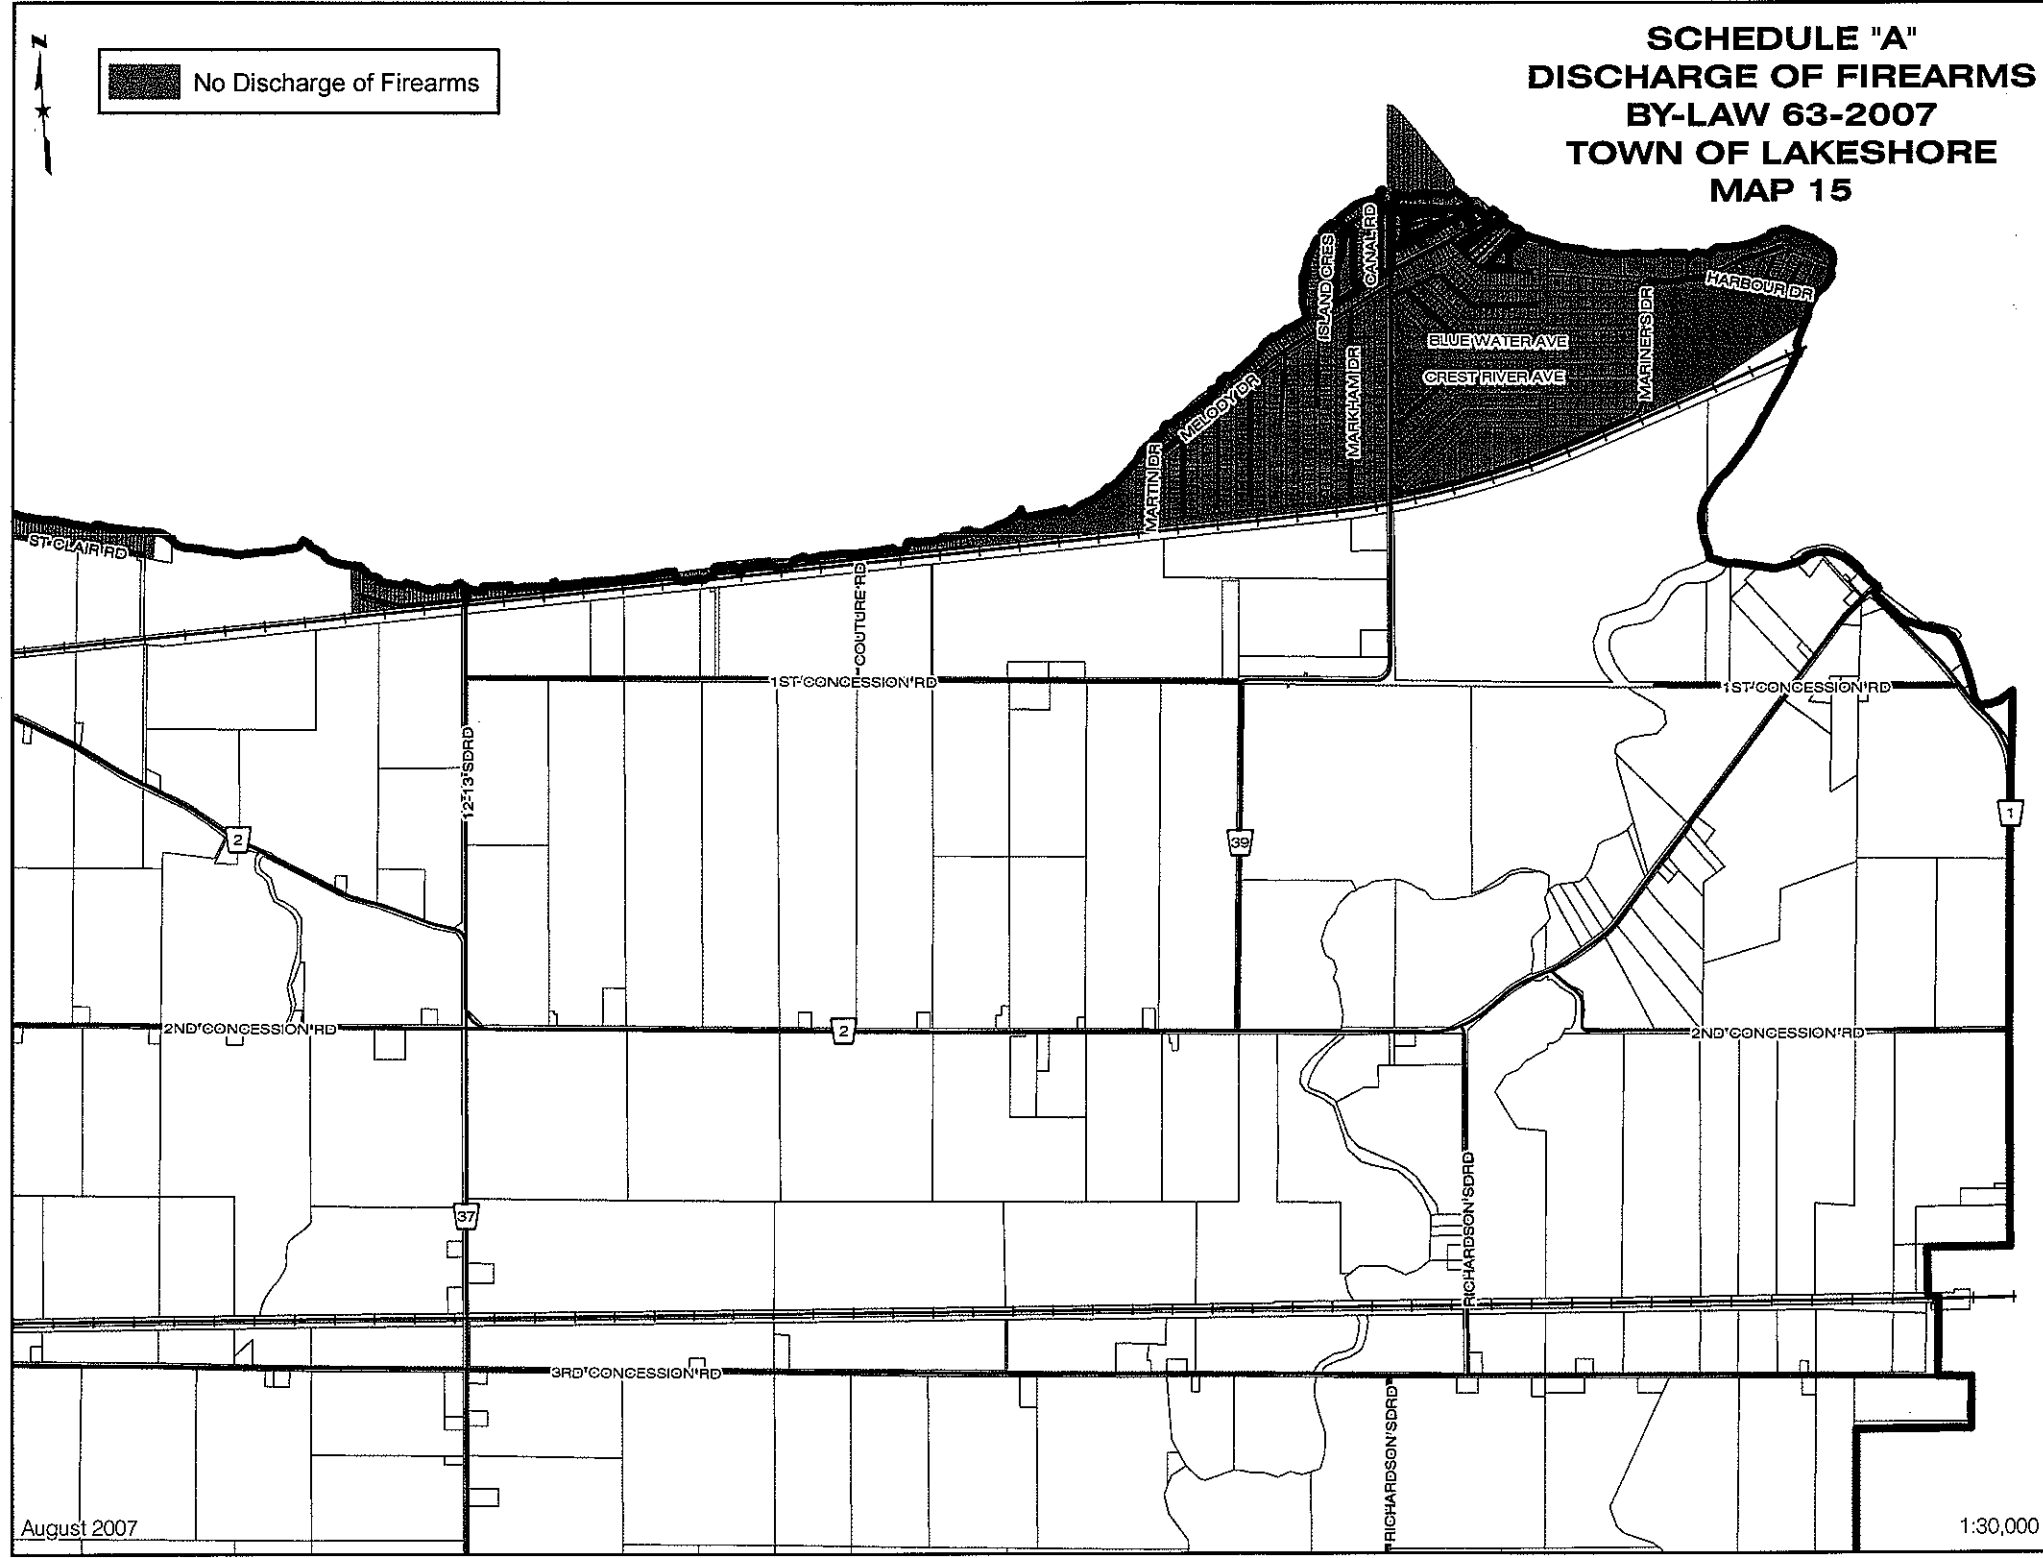 SCHEDULE "A"
DISCHARGE OF FIREARMS
BY-LAW 63-2007
TOWN OF LAKESHORE
MAP 15
N
No Discharge of Firearms
ISLAND CRES
CANAL RD
HARBOUR DR
MARINERS DR
BLUE WATER AVE
CREST RIVER AVE
MARKHAM DR
MELODY DR
MARTIN DR
ST CLAIR RD
COUTURE RD
1ST CONCESSION RD
1ST CONCESSION RD
12-13 SDRD
2
39
1
2ND CONCESSION RD
2
2ND CONCESSION RD
37
RICHARDSON SDRD
3RD CONCESSION RD
RICHARDSON SDRD
August 2007
1:30,000